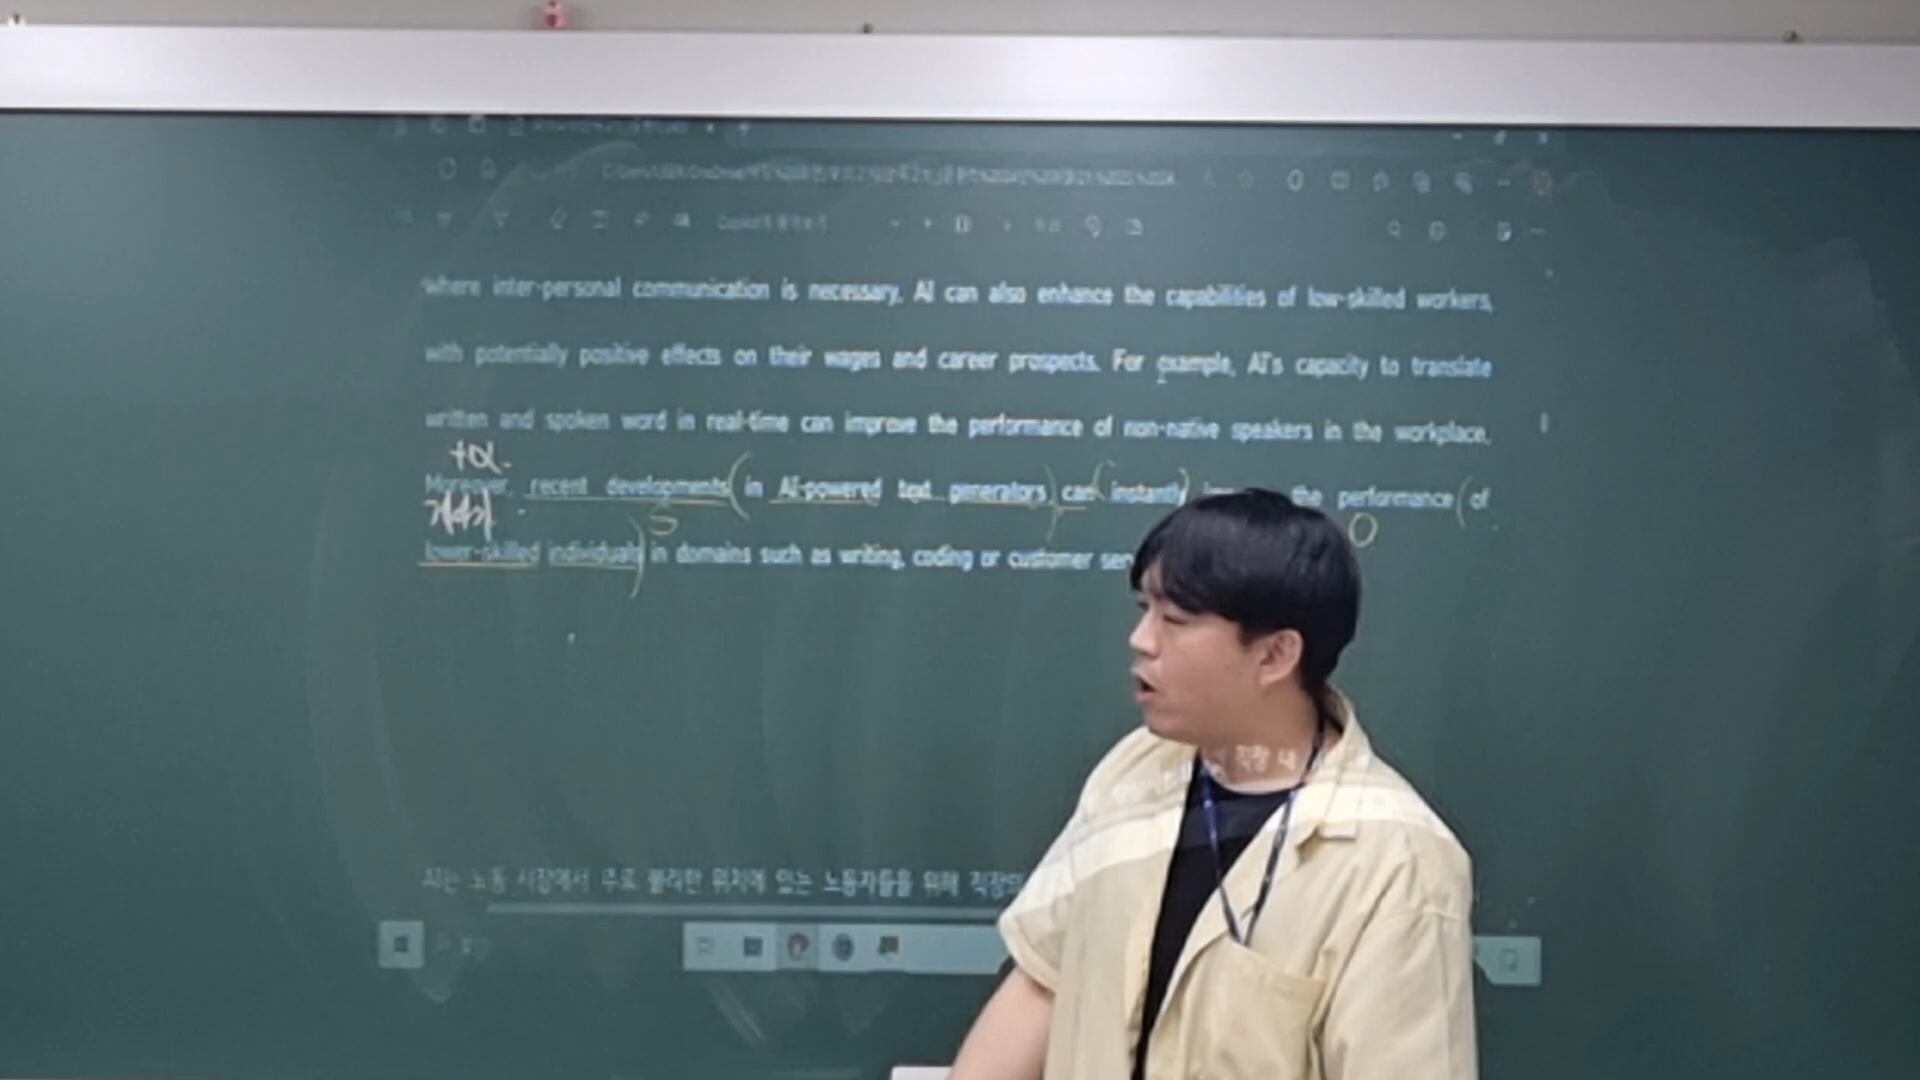 where inter-personal communication is necessary. AI can also enhance the capabilities of low-skilled workers,
with potentially positive effects on their wages and career prospects. For example, AI's capacity to translate
written and spoken word in real-time can improve the performance of non-native speakers in the workplace.
+α.
Moreover, recent developments (in AI-powered text generators) can (instantly) the performance (of
S
O
lower-skilled individuals) in domains such as writing, coding or customer
직장 내
AI는 노동 시장에서 주로 불리한 위치에 있는 노동자들을 위해